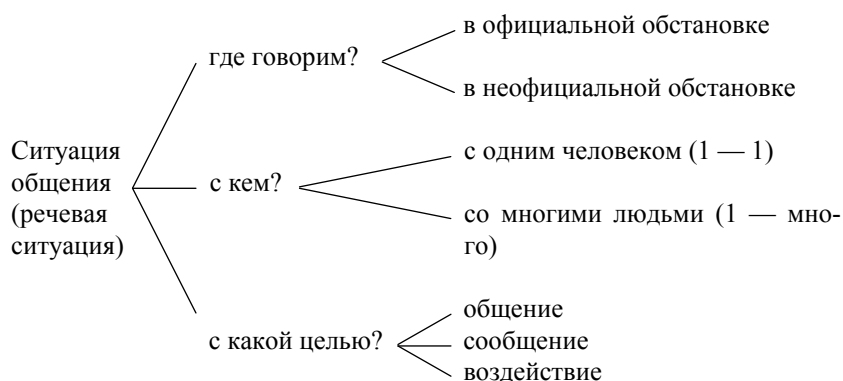 в официальной обстановке
где говорим?
в неофициальной обстановке
Ситуация
общения
(речевая
ситуация)
с одним человеком (1 — 1)
с кем?
со многими людьми (1 — мно-
го)
общение
с какой целью?
сообщение
воздействие